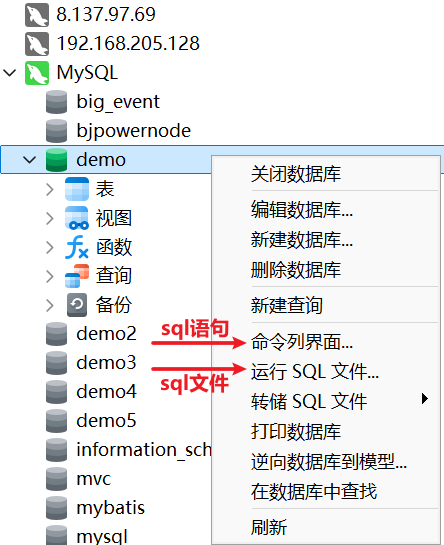 8.137.97.69
192.168.205.128
MySQL
big_event
bjpowernode
demo
表
视图
函数
查询
备份
demo2
demo3
demo4
demo5
information_sch
mvc
mybatis
mysql
sql语句
sql文件
关闭数据库
编辑数据库...
新建数据库...
删除数据库
新建查询
命令列界面...
运行 SQL 文件...
转储 SQL 文件
打印数据库
逆向数据库到模型...
在数据库中查找
刷新